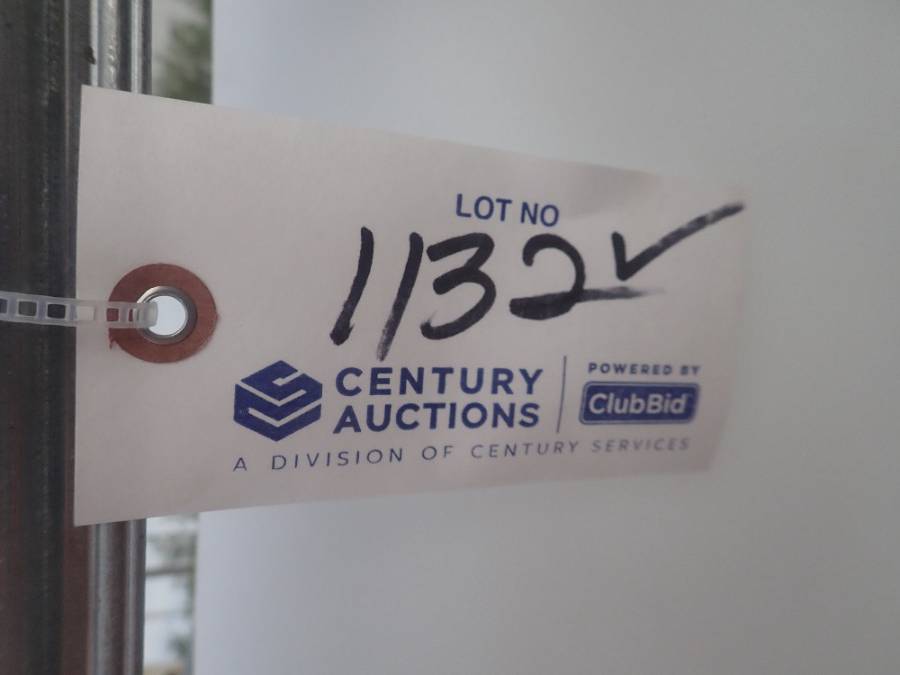 LOT NO
1132✓
CENTURY AUCTIONS
POWERED BY
ClubBid
A DIVISION OF CENTURY SERVICES